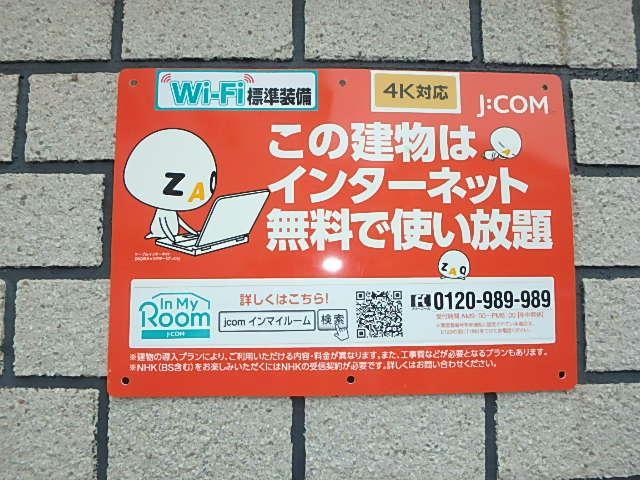 Wi-Fi 標準装備
4K対応
J:COM
この建物は
インターネット
無料で使い放題
ZAQ
ZAQ
In My
Room
J:COM
詳しくはこちら!
jcom インマイルーム 検索
0120-989-989
※建物の導入プランにより、ご利用いただける内容・料金が異なります。また、工事費などが必要となるプランもあります。
※NHK(BS含む)をお楽しみいただくにはNHKの受信契約が必要です。詳しくはお問い合わせください。